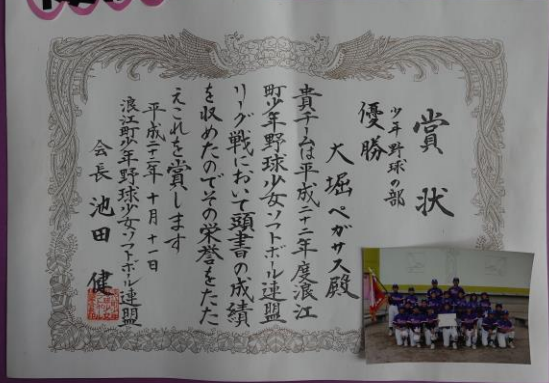 賞状
少年野球の部
優勝
大堀ペガサス殿
貴チームは平成二十二年度浪江
町少年野球少女ソフトボール連盟
リーグ戦において頭書の成績
を収めたのでその栄誉をたた
えこれを賞します
平成二十二年十月十一日
浪江町少年野球少女ソフトボール連盟
会長 池田 健